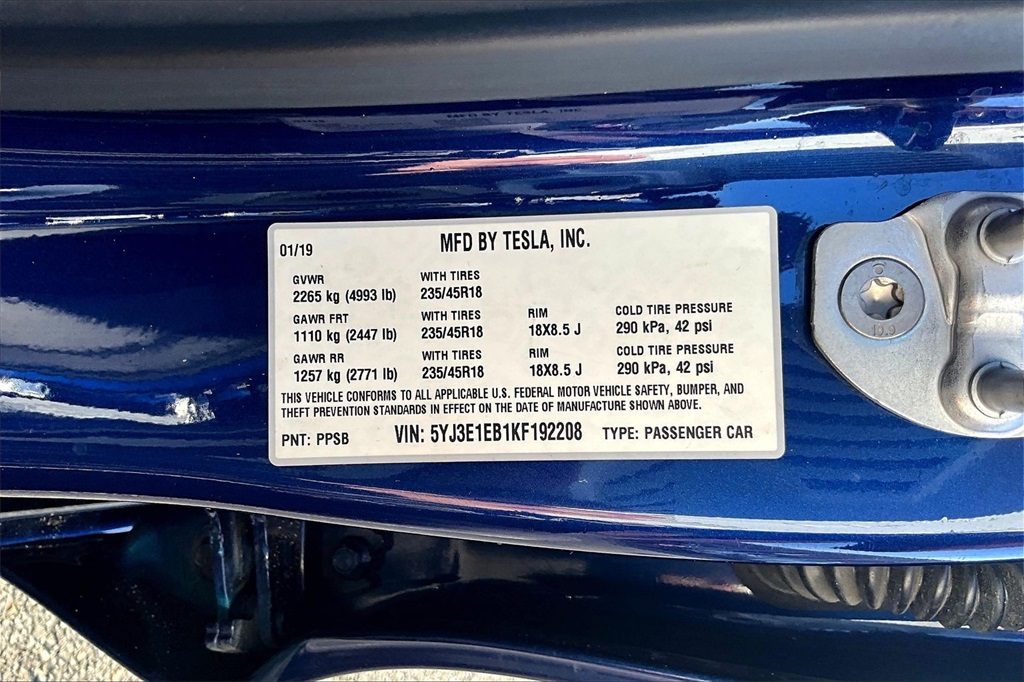 MFD BY TESLA, INC.
01/19
GVWR WITH TIRES
2265 kg (4993 lb) 235/45R18
GAWR FRT WITH TIRES RIM COLD TIRE PRESSURE
1110 kg (2447 lb) 235/45R18 18X8.5 J 290 kPa, 42 psi
GAWR RR WITH TIRES RIM COLD TIRE PRESSURE
1257 kg (2771 lb) 235/45R18 18X8.5 J 290 kPa, 42 psi
THIS VEHICLE CONFORMS TO ALL APPLICABLE U.S. FEDERAL MOTOR VEHICLE SAFETY, BUMPER, AND
THEFT PREVENTION STANDARDS IN EFFECT ON THE DATE OF MANUFACTURE SHOWN ABOVE.
PNT: PPSB VIN: 5YJ3E1EB1KF192208 TYPE: PASSENGER CAR